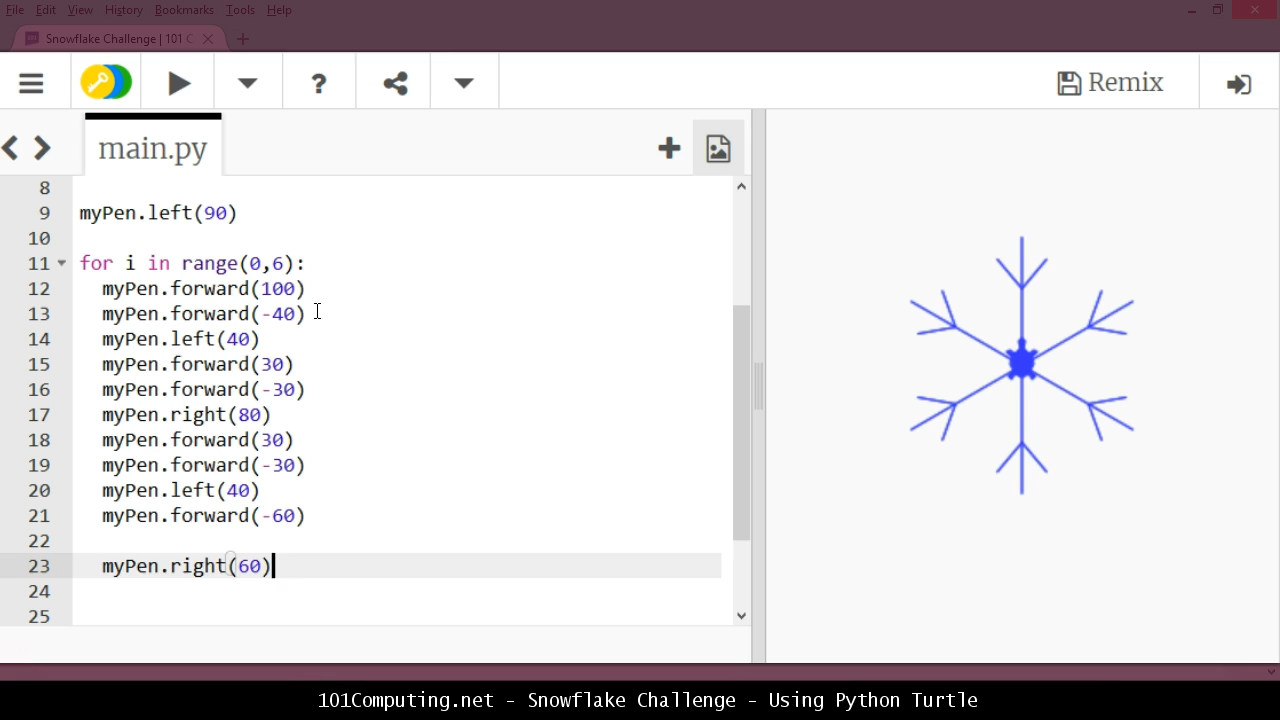 File Edit View History Bookmarks Tools Help
Snowflake Challenge | 101 C
Remix
main.py
8
9 myPen.left(90)
10
11 for i in range(0,6):
12 myPen.forward(100)
13 myPen.forward(-40)
14 myPen.left(40)
15 myPen.forward(30)
16 myPen.forward(-30)
17 myPen.right(80)
18 myPen.forward(30)
19 myPen.forward(-30)
20 myPen.left(40)
21 myPen.forward(-60)
22
23 myPen.right(60)
24
25
101Computing.net - Snowflake Challenge - Using Python Turtle